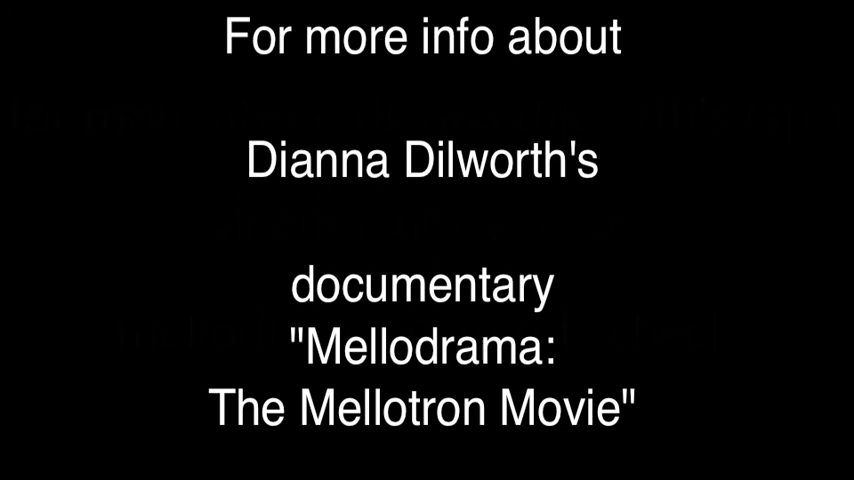 For more info about
Dianna Dilworth's
documentary
"Mellodrama:
The Mellotron Movie"